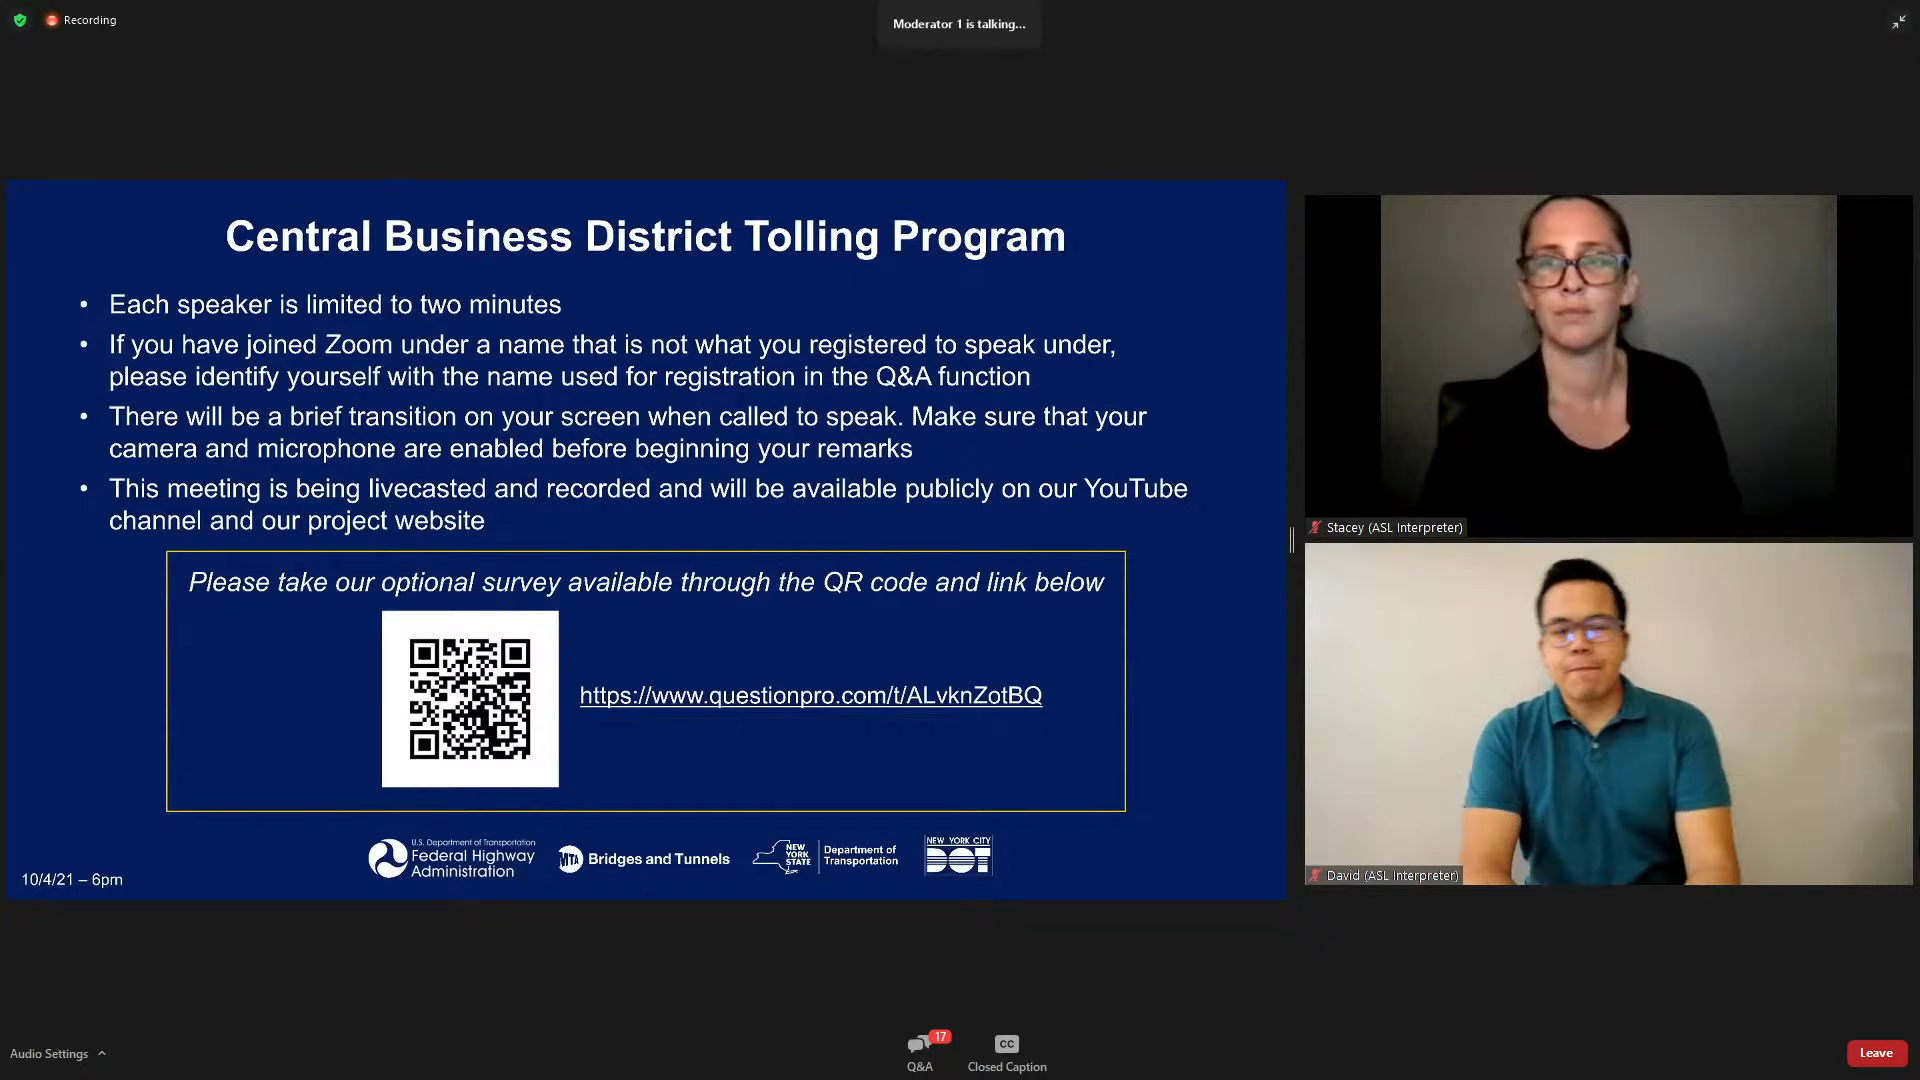 Recording
Moderator 1 is talking...
Central Business District Tolling Program
• Each speaker is limited to two minutes
• If you have joined Zoom under a name that is not what you registered to speak under,
please identify yourself with the name used for registration in the Q&A function
• There will be a brief transition on your screen when called to speak. Make sure that your
camera and microphone are enabled before beginning your remarks
• This meeting is being livecasted and recorded and will be available publicly on our YouTube
channel and our project website
Please take our optional survey available through the QR code and link below
https://www.questionpro.com/t/ALvknZotBQ
U.S. Department of Transportation
Federal Highway
Administration
MTA Bridges and Tunnels
NEW
YORK
STATE
Department of
Transportation
NEW YORK CITY
DOT
10/4/21 – 6pm
Stacey (ASL Interpreter)
David (ASL Interpreter)
Audio Settings
17
Q&A
CC
Closed Caption
Leave